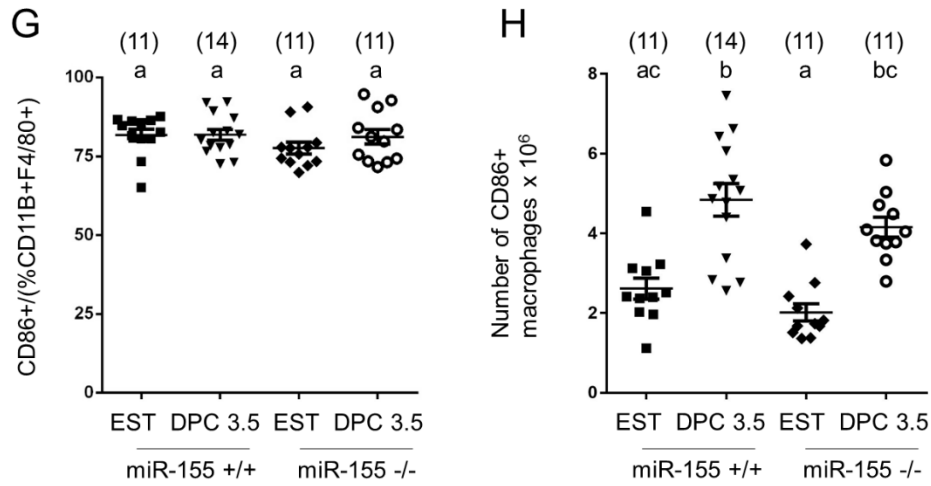 G
(11) (14) (11) (11)
a a a a
CD86+/(%CD11B+F4/80+)
100
75
50
25
0
EST DPC 3.5 EST DPC 3.5
miR-155 +/+ miR-155 -/-
H
(11) (14) (11) (11)
ac b a bc
Number of CD86+
macrophages x 10⁶
8
6
4
2
0
EST DPC 3.5 EST DPC 3.5
miR-155 +/+ miR-155 -/-